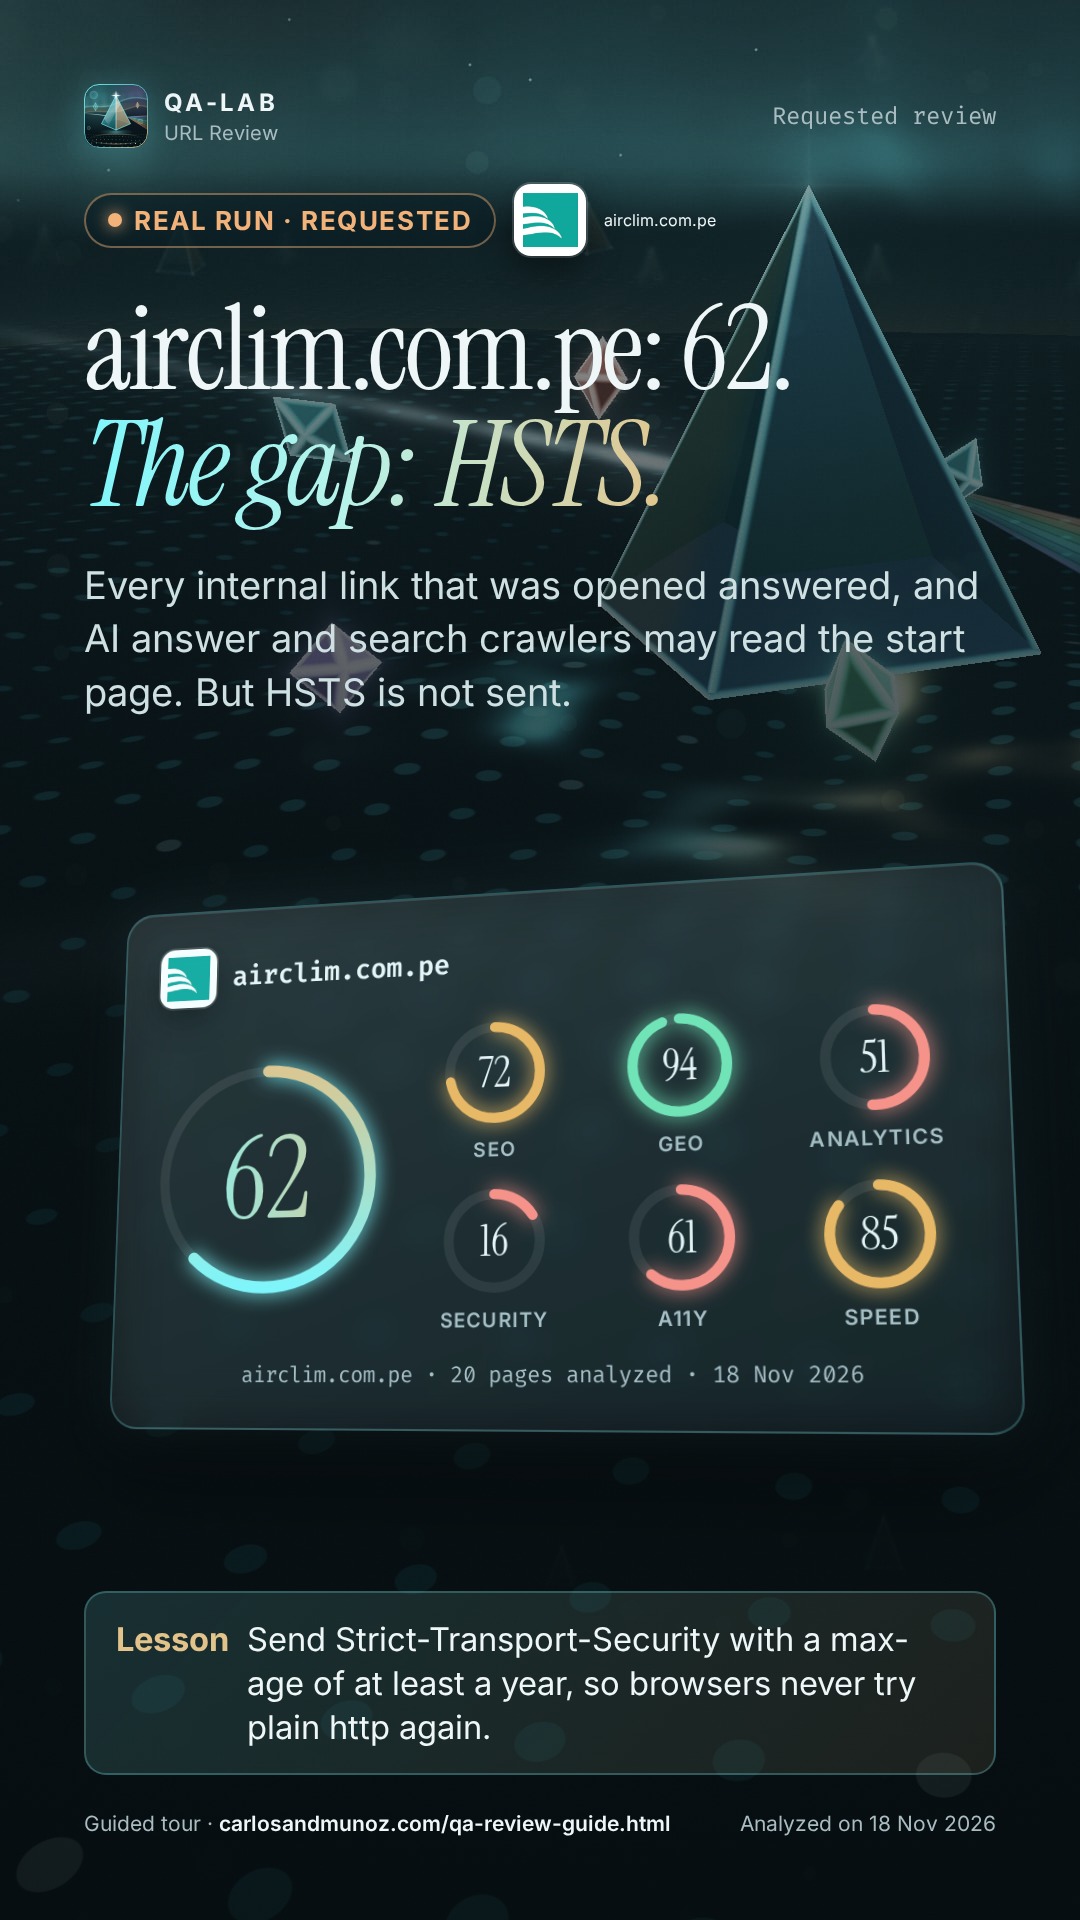 QA-LAB
URL Review
Requested review
REAL RUN · REQUESTED
airclim.com.pe
airclim.com.pe: 62.
The gap: HSTS.
Every internal link that was opened answered, and
AI answer and search crawlers may read the start
page. But HSTS is not sent.
airclim.com.pe
62
72
SEO
94
GEO
51
ANALYTICS
16
SECURITY
61
A11Y
85
SPEED
airclim.com.pe · 20 pages analyzed · 18 Nov 2026
Lesson
Send Strict-Transport-Security with a max-
age of at least a year, so browsers never try
plain http again.
Guided tour · carlosandmunoz.com/qa-review-guide.html
Analyzed on 18 Nov 2026